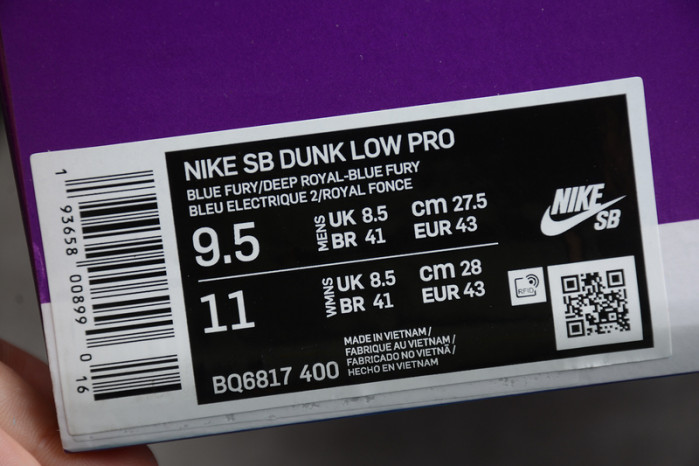 NIKE SB DUNK LOW PRO
BLUE FURY/DEEP ROYAL-BLUE FURY
BLEU ELECTRIQUE 2/ROYAL FONCE
9.5 MENS UK 8.5 cm 27.5
BR 41 EUR 43
11 WMNS UK 8.5 cm 28
BR 41 EUR 43
NIKE
SB
RFID
MADE IN VIETNAM/
FABRIQUE AU VIETNAM/
FABRICADO NO VIETNÃ/
HECHO EN VIETNAM
BQ6817 400
1 93658 00899 0 16